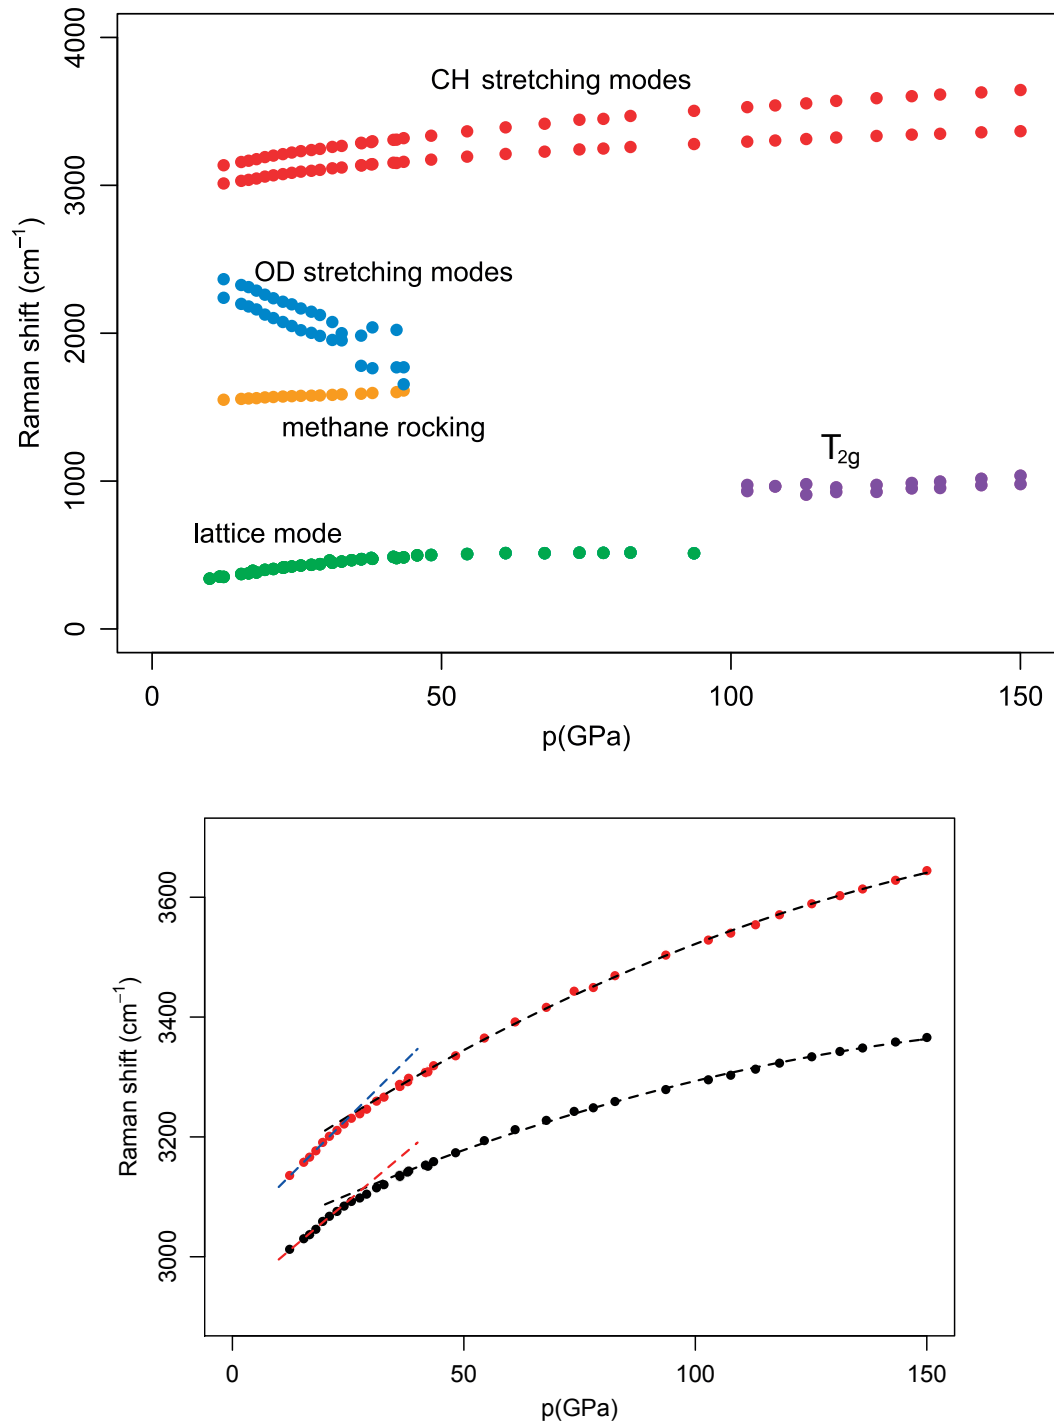 4000
CH stretching modes
3000
OD stretching modes
2000
methane rocking
T2g
1000
lattice mode
0
Raman shift (cm−1)
0 50 100 150
p(GPa)
3600
3400
3200
3000
Raman shift (cm−1)
0 50 100 150
p(GPa)